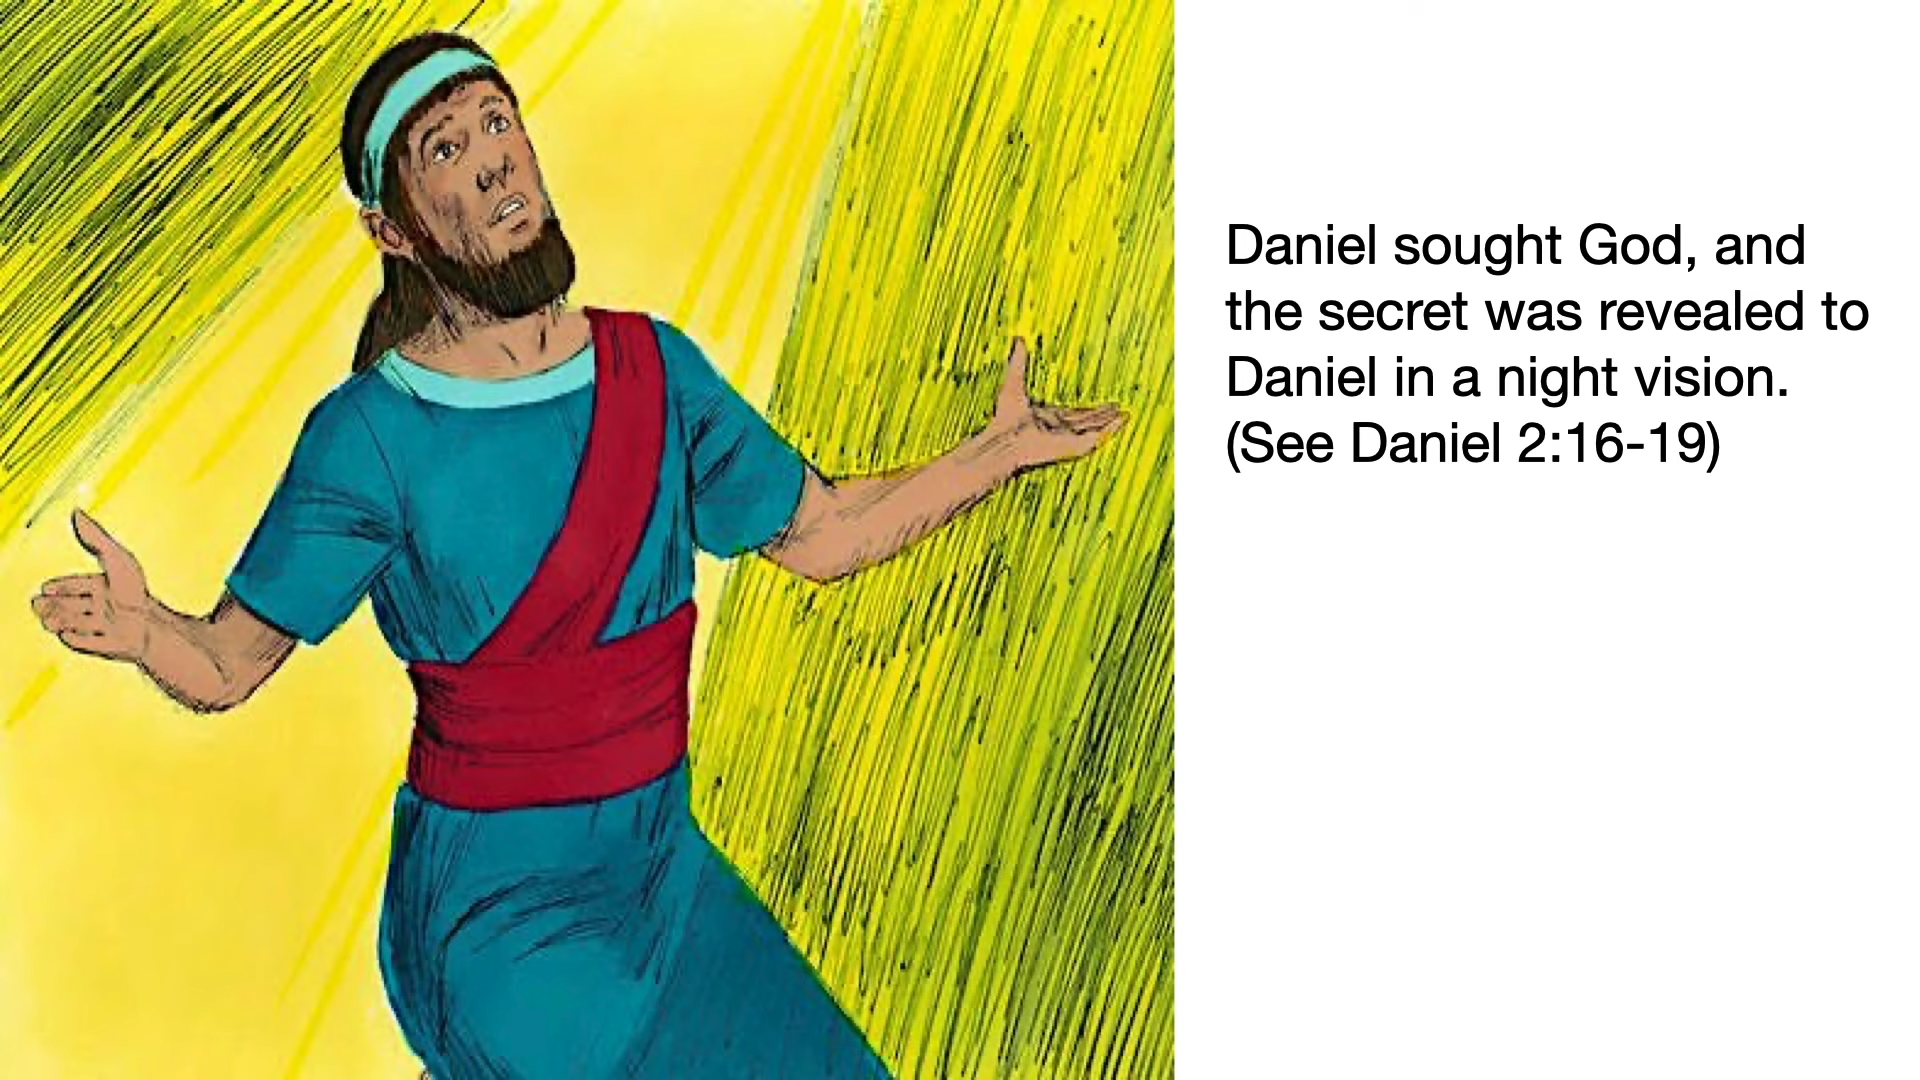 Daniel sought God, and
the secret was revealed to
Daniel in a night vision.
(See Daniel 2:16-19)